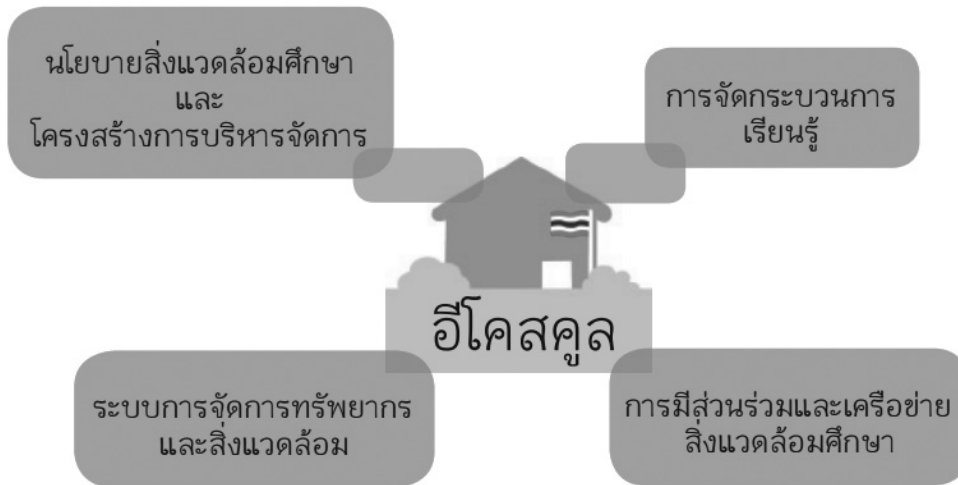 นโยบายสิ่งแวดล้อมศึกษา
และ
โครงสร้างการบริหารจัดการ
การจัดกระบวนการ
เรียนรู้
อีโคสคูล
ระบบการจัดการทรัพยากร
และสิ่งแวดล้อม
การมีส่วนร่วมและเครือข่าย
สิ่งแวดล้อมศึกษา